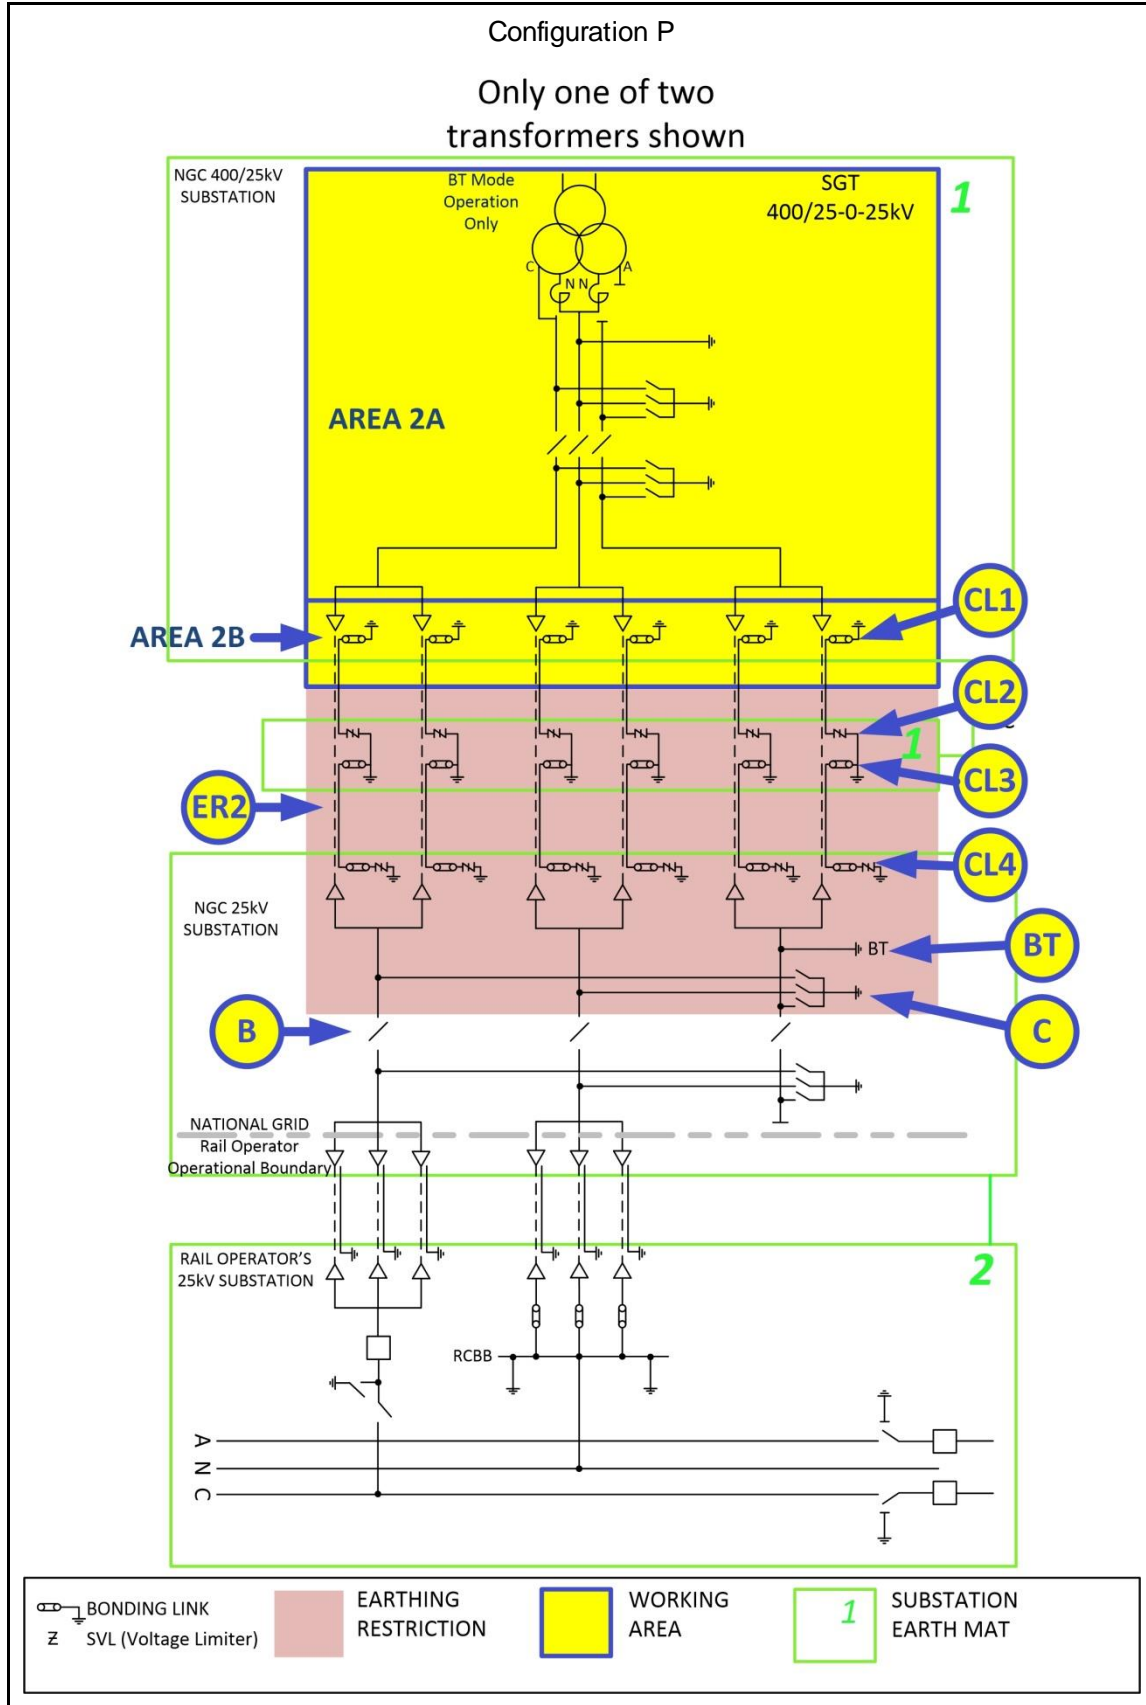 Configuration P
Only one of two
transformers shown
NGC 400/25kV
SUBSTATION
BT Mode
Operation
Only
SGT
400/25-0-25kV
1
C
A
N N
AREA 2A
CL1
AREA 2B
CL2
1
CL3
ER2
CL4
NGC 25kV
SUBSTATION
BT
BT
B
C
NATIONAL GRID
Rail Operator
Operational Boundary
RAIL OPERATOR'S
25kV SUBSTATION
2
RCBB
A
N
C
BONDING LINK
SVL (Voltage Limiter)
EARTHING
RESTRICTION
WORKING
AREA
1
SUBSTATION
EARTH MAT